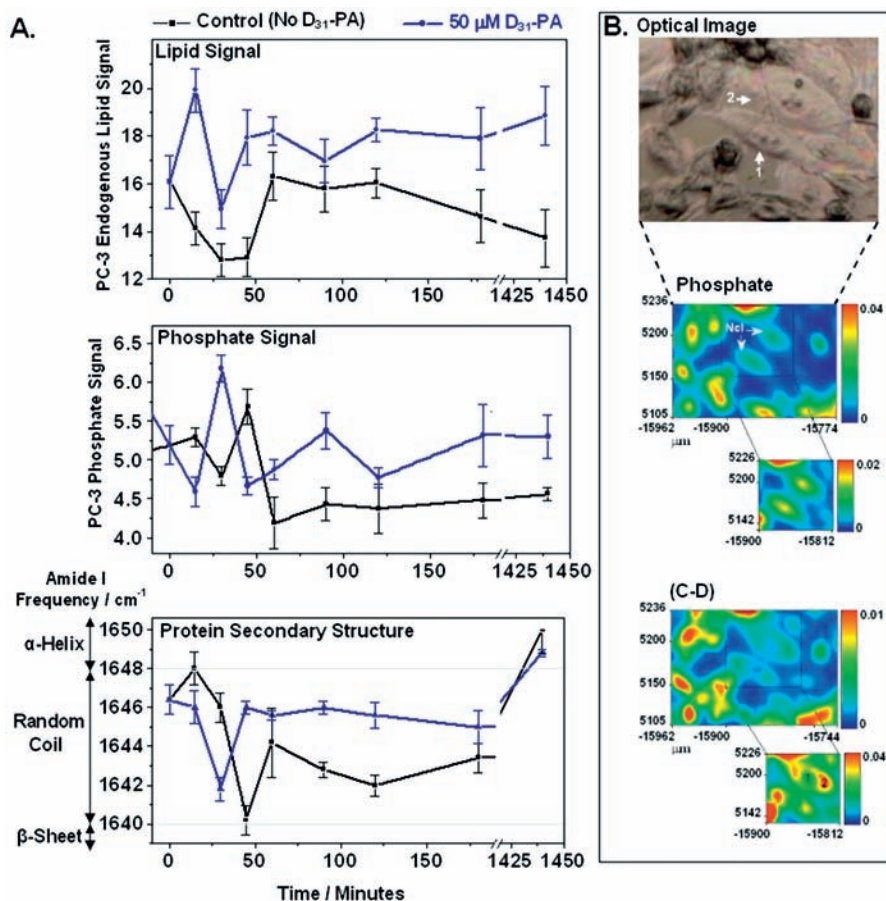 A.
Control (No D31-PA)
50 µM D31-PA
Lipid Signal
PC-3 Endogenous Lipid Signal
20
18
16
14
12
0 50 100 150 1425 1450
Phosphate Signal
PC-3 Phosphate Signal
6.5
6.0
5.5
5.0
4.5
4.0
0 50 100 150 1425 1450
Amide I
Frequency / cm-1
Protein Secondary Structure
α-Helix
Random
Coil
β-Sheet
1650
1648
1646
1644
1642
1640
0 50 100 150 1425 1450
Time / Minutes
B.
Optical Image
2
1
Phosphate
5236
5200
5150
5105
-15962 -15900 -15774
µm
Ncl
0.04
0
5226
5200
5142
-15900 -15812
0.02
0
(C-D)
5236
5200
5150
5105
-15962 -15900 -15744
µm
0.01
0
5226
5200
5142
-15900 -15812
0.04
0